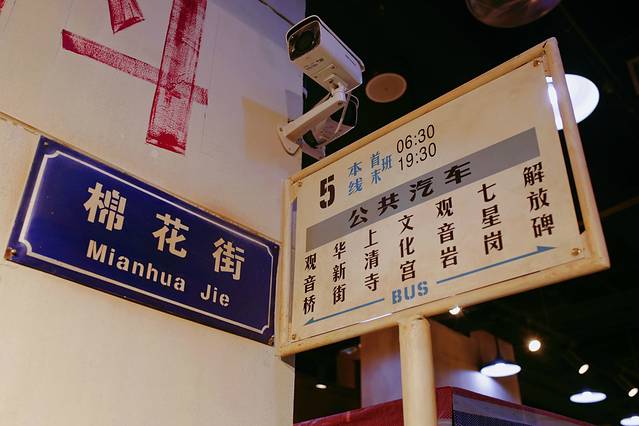 棉花街
Mianhua Jie
5 本线 首末班 06:30 19:30
公共汽车
观音桥
华新街
上清寺
文化宫
观音岩
七星岗
解放碑
BUS